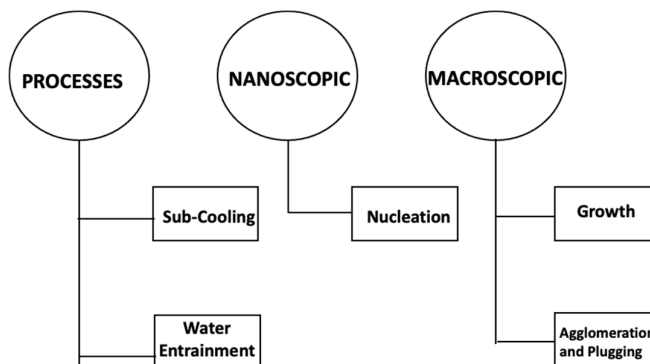 PROCESSES
NANOSCOPIC
MACROSCOPIC
Sub-Cooling
Nucleation
Growth
Water
Entrainment
Agglomeration
and Plugging